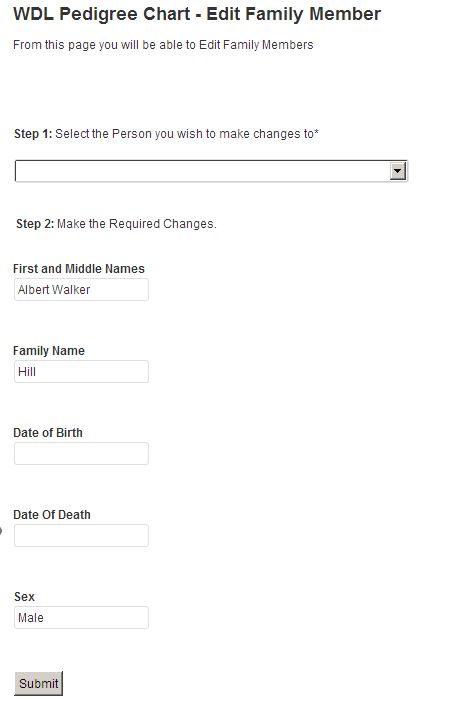 WDL Pedigree Chart - Edit Family Member
From this page you will be able to Edit Family Members
Step 1: Select the Person you wish to make changes to*
Step 2: Make the Required Changes.
First and Middle Names
Albert Walker
Family Name
Hill
Date of Birth
Date Of Death
Sex
Male
Submit